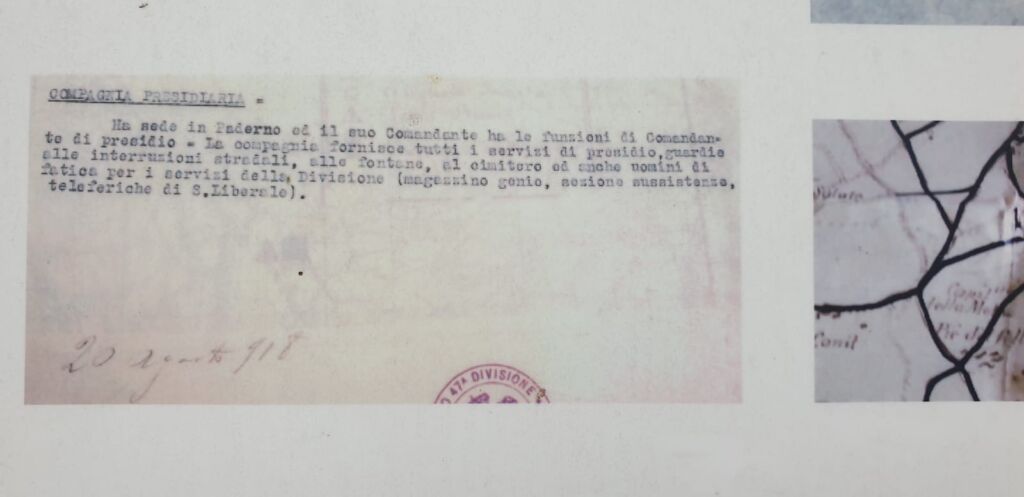 COMPAGNIA PRESIDIARIA =
Ha sede in Paderno ed il suo Comandante ha le funzioni di Comandan-
te di presidio = La compagnia fornisce tutti i servizi di presidio,guardie
alle interruzioni stradali, alle fontane, al cimitero ed anche uomini di
fatica per i servizi della Divisione (magazzino genio, sezione sussistenza,
teleferiche di S.Liberale).
20 Agosto 918
47ª DIVISIONE